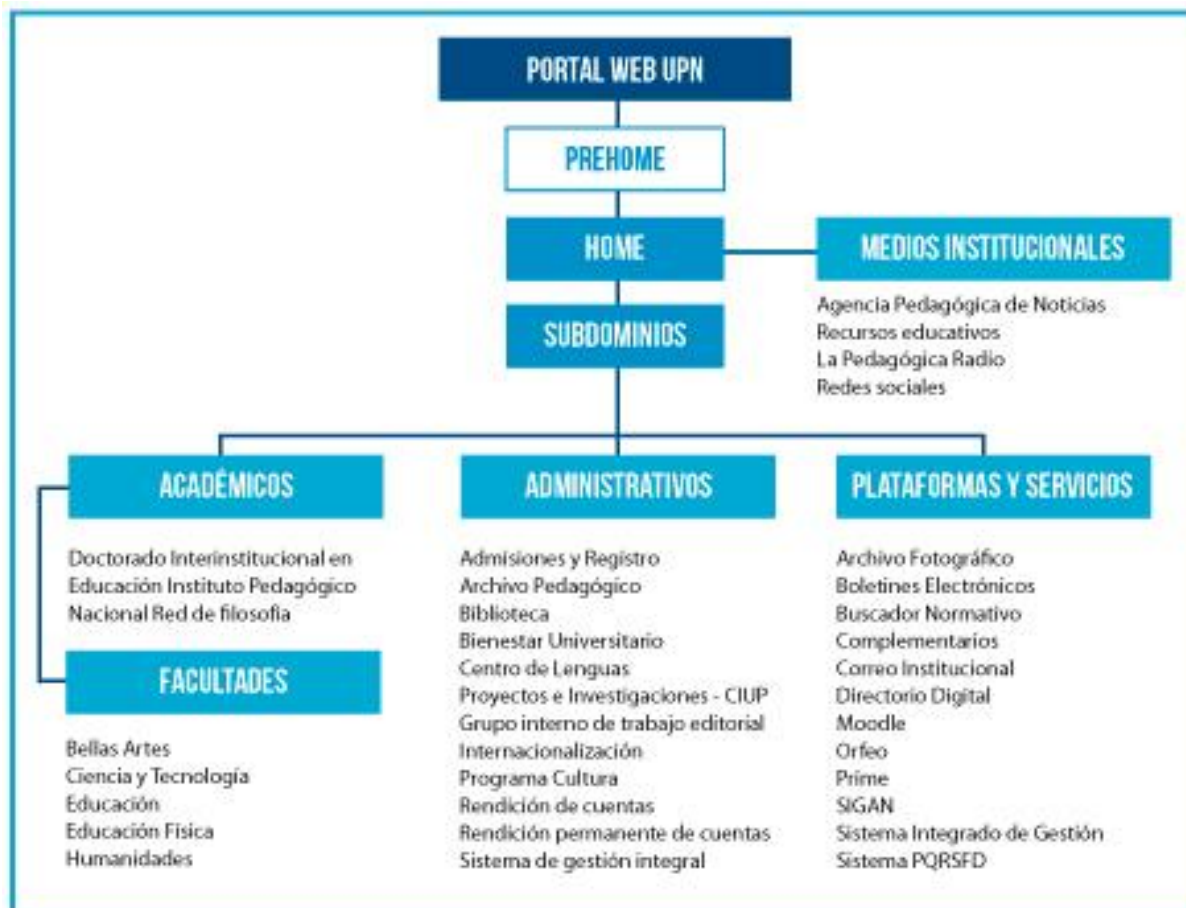 PORTAL WEB UPN
PREHOME
HOME
MEDIOS INSTITUCIONALES
Agencia Pedagógica de Noticias
Recursos educativos
La Pedagógica Radio
Redes sociales
SUBDOMINIOS
ACADÉMICOS
Doctorado Interinstitucional en
Educación Instituto Pedagógico
Nacional Red de filosofia
FACULTADES
Bellas Artes
Ciencia y Tecnología
Educación
Educación Física
Humanidades
ADMINISTRATIVOS
Admisiones y Registro
Archivo Pedagógico
Biblioteca
Bienestar Universitario
Centro de Lenguas
Proyectos e Investigaciones - CIUP
Grupo interno de trabajo editorial
Internacionalización
Programa Cultura
Rendición de cuentas
Rendición permanente de cuentas
Sistema de gestión integral
PLATAFORMAS Y SERVICIOS
Archivo Fotográfico
Boletines Electrónicos
Buscador Normativo
Complementarios
Correo Institucional
Directorio Digital
Moodle
Orfeo
Prime
SIGAN
Sistema Integrado de Gestión
Sistema PQRSFD